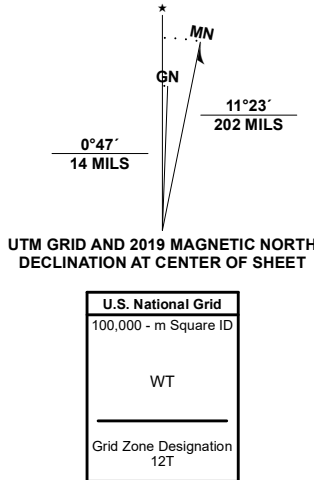 MN
GN
11°23´
202 MILS
0°47´
14 MILS
UTM GRID AND 2019 MAGNETIC NORTH
DECLINATION AT CENTER OF SHEET
U.S. National Grid
100,000 - m Square ID
WT
Grid Zone Designation
12T